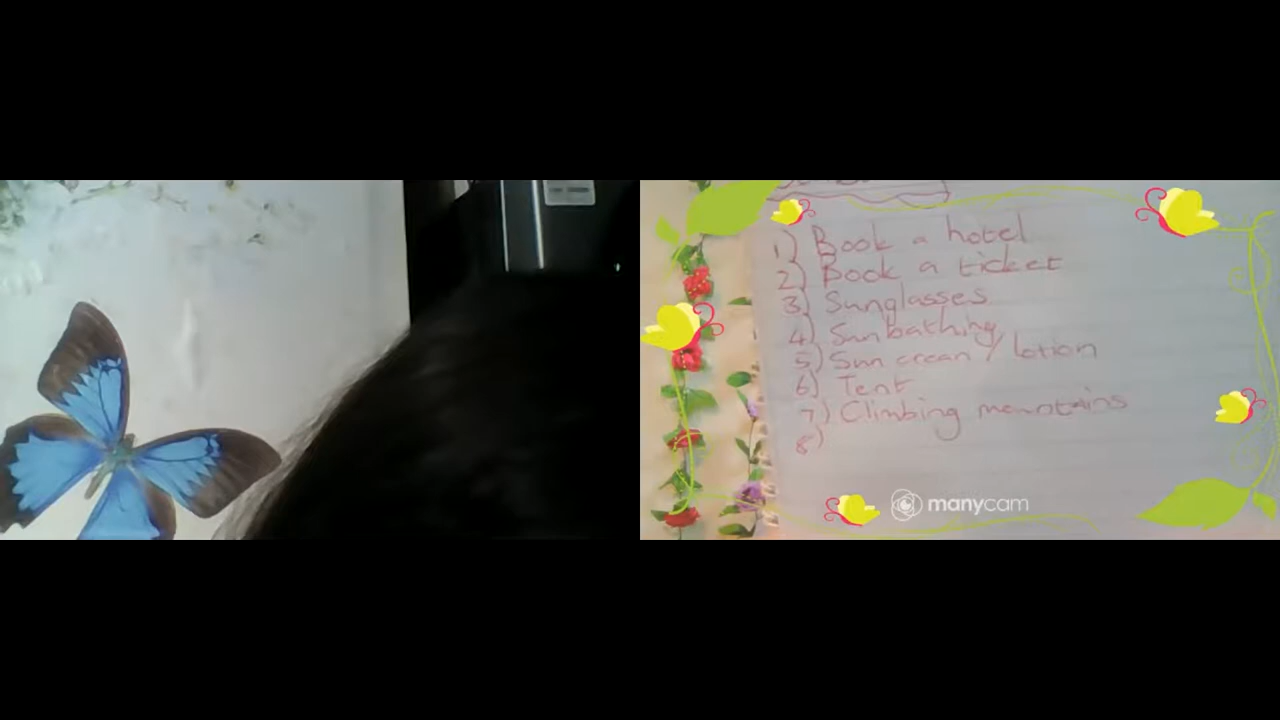 1) Book a hotel
2) Book a ticket
3) Sunglasses
4) Sunbathing
5) Sun crean / lotion
6) Tent
7) Climbing mountains
8)
manycam